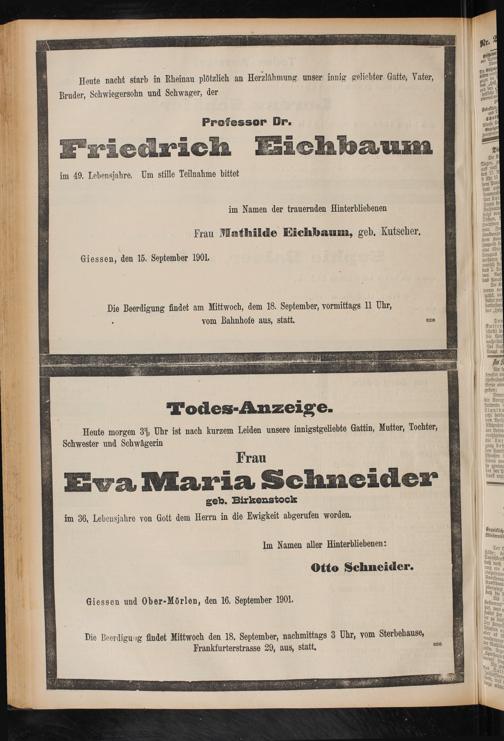 Heute nacht starb in Rheinau plötzlich an Herzlähmung unser innig geliebter Gatte, Vater,
Bruder, Schwiegersohn und Schwager, der
Professor Dr.
Friedrich Eichbaum
im 49. Lebensjahre. Um stille Teilnahme bittet
im Namen der trauernden Hinterbliebenen
Frau Mathilde Eichbaum, geb. Kutscher.
Giessen, den 15. September 1901.
Die Beerdigung findet am Mittwoch, dem 18. September, vormittags 11 Uhr,
vom Bahnhofe aus, statt.
Todes-Anzeige.
Heute morgen Uhr ist nach kurzem Leiden unsere innigstgeliebte Gattin, Mutter, Tochter,
Schwester und Schwägerin
Frau
Eva Maria Schneider
geb. Birkenstock
im 36, Lebensjahre von Gott dem Herrn in die Ewigkeit abgerufen worden.
Im Namen aller Hinterbliebenen:
Otto Schneider.
Giessen und Ober-Mörlen, den 16. September 1901.
Die Beerdigung findet Mittwoch den 18. September, nachmittags 3 Uhr, vom Sterbehause,
Frankfurterstrasse 29, aus, statt.
Nr. 2